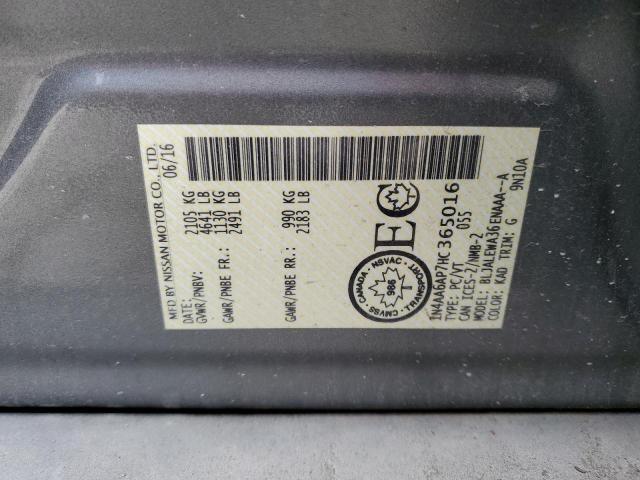 MFD BY NISSAN MOTOR CO., LTD.
DATE: 06/16
GVWR/PNBV: 2105 KG
4641 LB
GAWR/PNBE FR: 1130 KG
2491 LB
GAWR/PNBE RR: 990 KG
2183 LB
EC
CANADA - NSVAC - TRANSPORT - CMVSS
986
1N4AA6AP7HC365016
TYPE: PC/VT 055
CAN ICES-2/NMB-2
MODEL: BLJALEWA36ENAAA--A
COLOR: KAD TRIM: G 9N10A